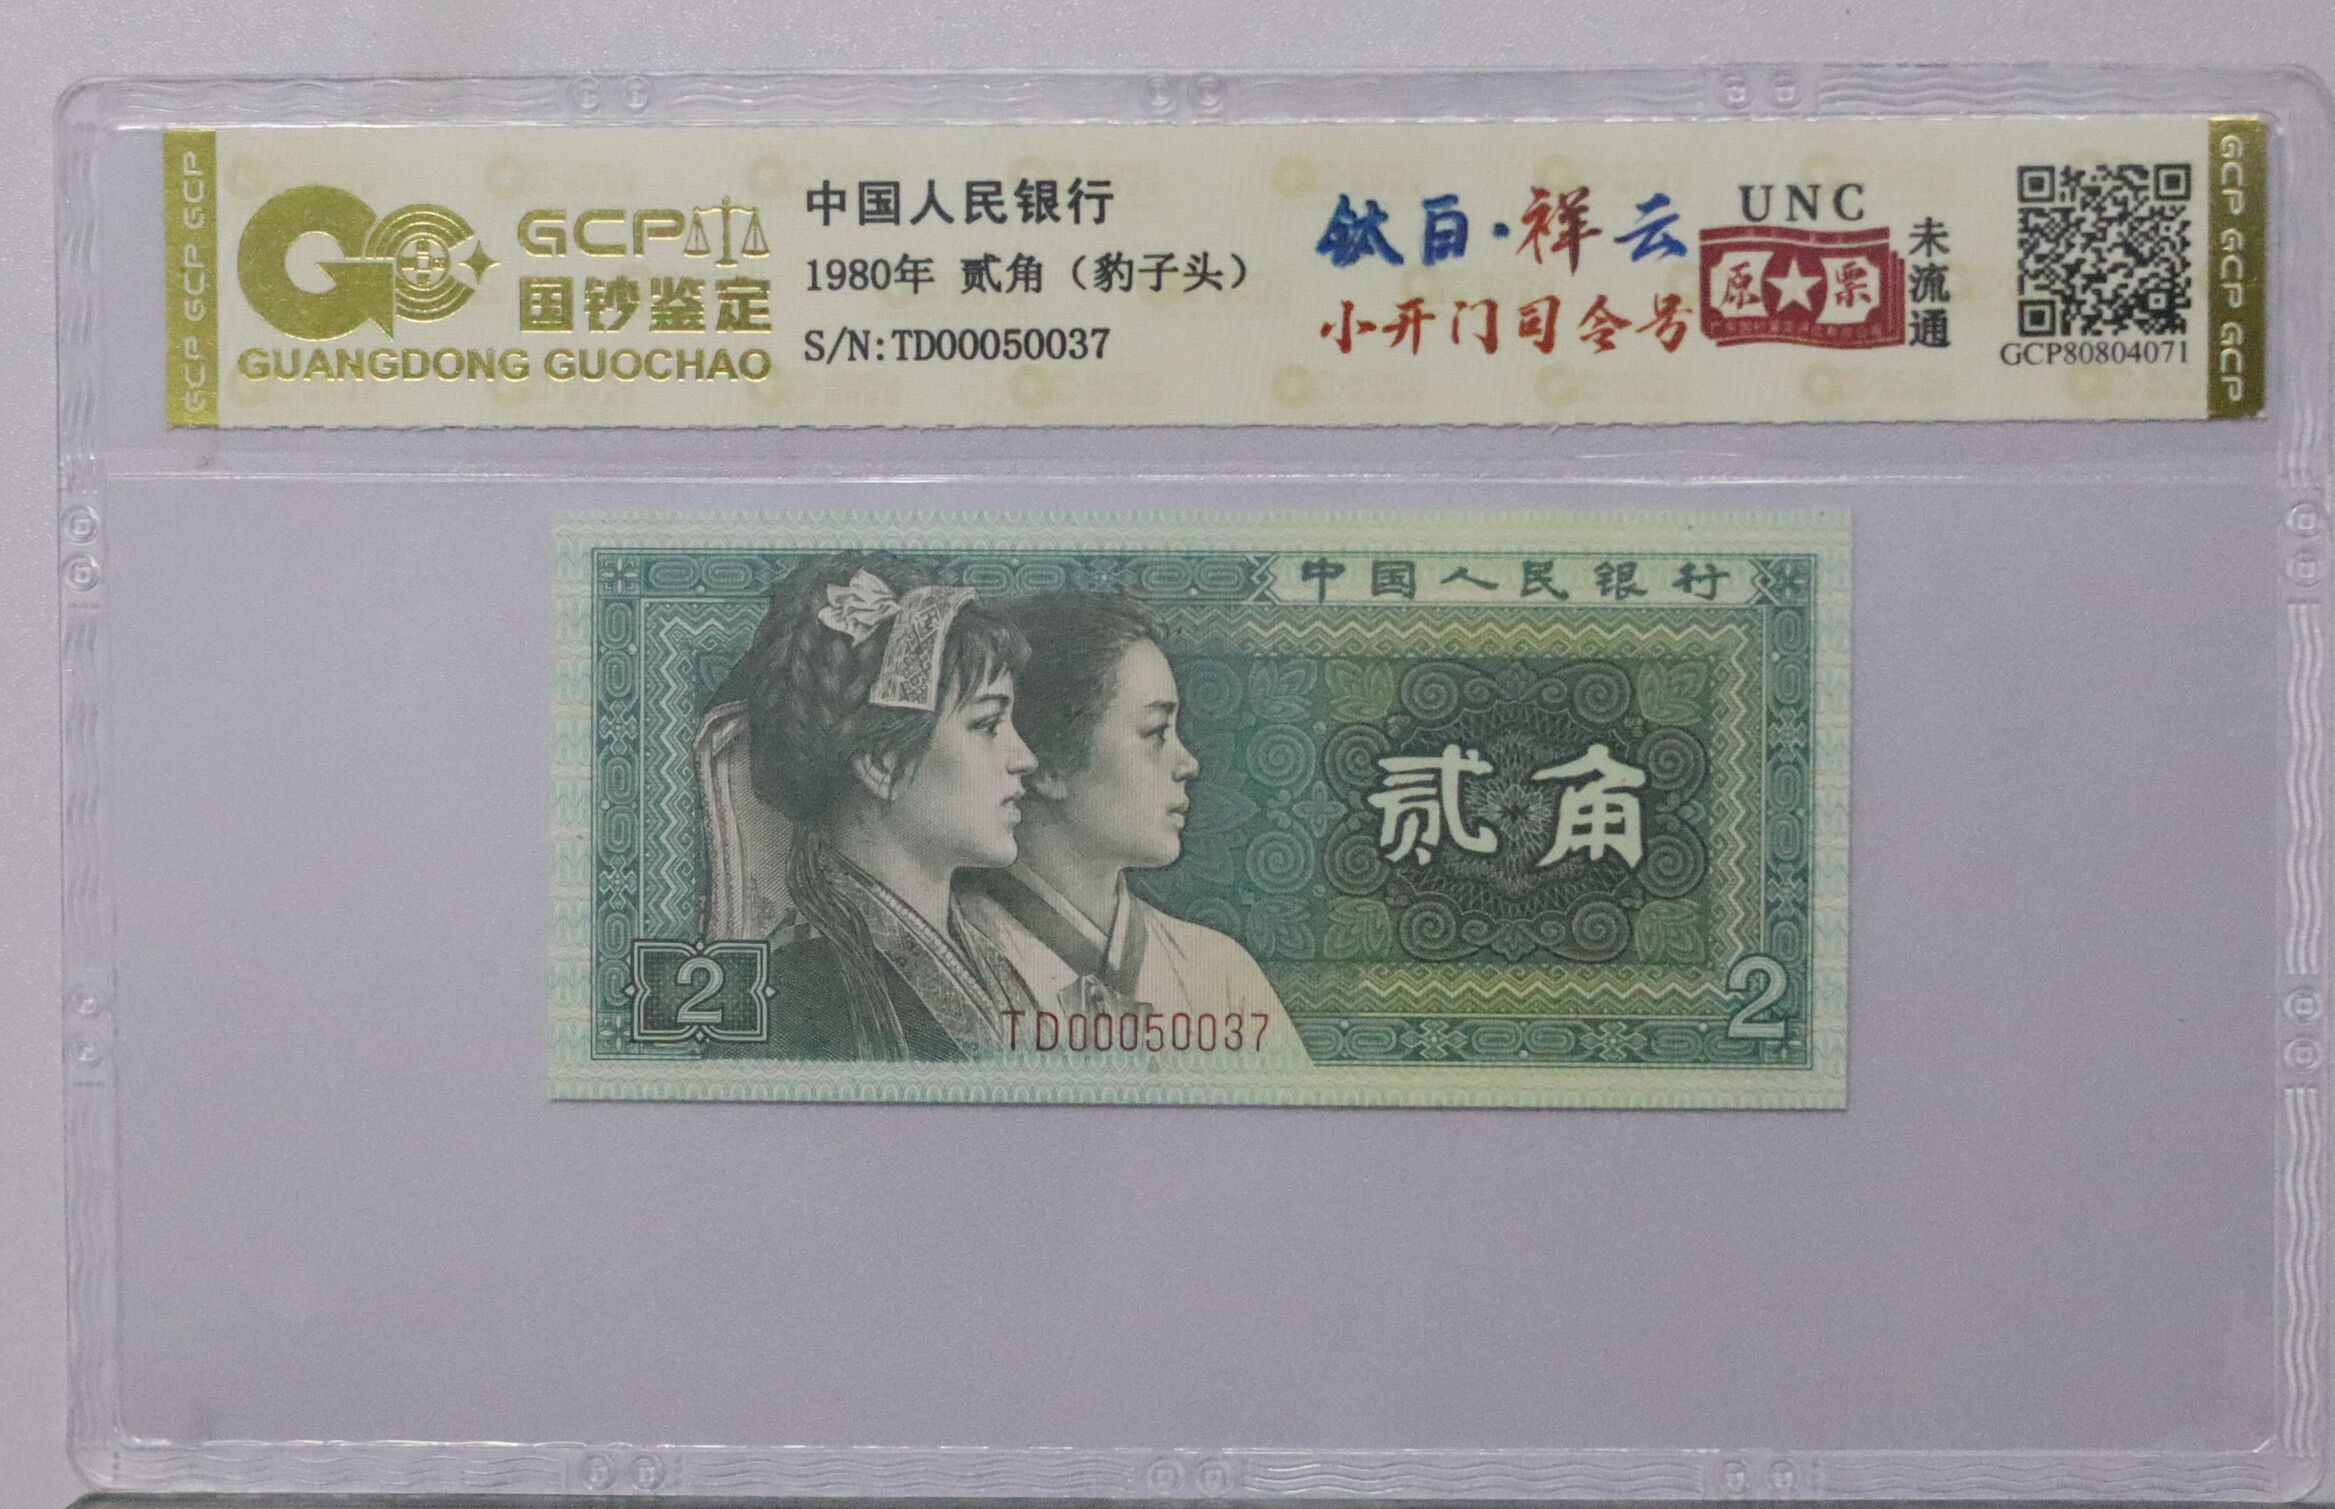 GCP GCP GCP
GCP
国钞鉴定
GUANGDONG GUOCHAO
中国人民银行
1980年 贰角（豹子头）
S/N:TD00050037
钛白·祥云
小开门司令号
UNC
原★票
未流通
GCP80804071
GCP GCP GCP
中国人民银行
贰角
2
2
TD00050037